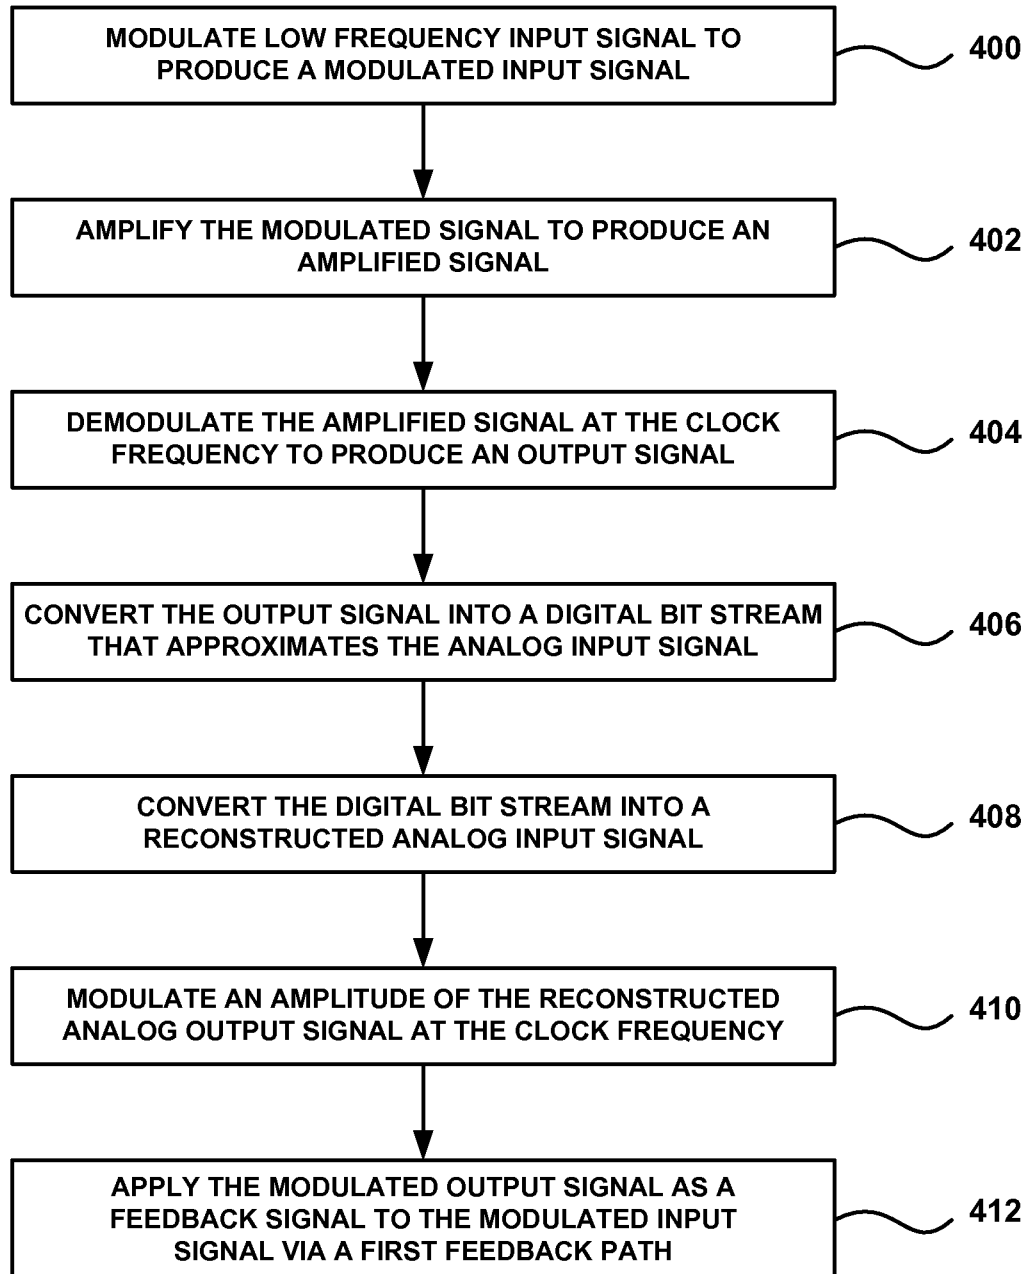 MODULATE LOW FREQUENCY INPUT SIGNAL TO
PRODUCE A MODULATED INPUT SIGNAL
400
AMPLIFY THE MODULATED SIGNAL TO PRODUCE AN
AMPLIFIED SIGNAL
402
DEMODULATE THE AMPLIFIED SIGNAL AT THE CLOCK
FREQUENCY TO PRODUCE AN OUTPUT SIGNAL
404
CONVERT THE OUTPUT SIGNAL INTO A DIGITAL BIT STREAM
THAT APPROXIMATES THE ANALOG INPUT SIGNAL
406
CONVERT THE DIGITAL BIT STREAM INTO A
RECONSTRUCTED ANALOG INPUT SIGNAL
408
MODULATE AN AMPLITUDE OF THE RECONSTRUCTED
ANALOG OUTPUT SIGNAL AT THE CLOCK FREQUENCY
410
APPLY THE MODULATED OUTPUT SIGNAL AS A
FEEDBACK SIGNAL TO THE MODULATED INPUT
SIGNAL VIA A FIRST FEEDBACK PATH
412